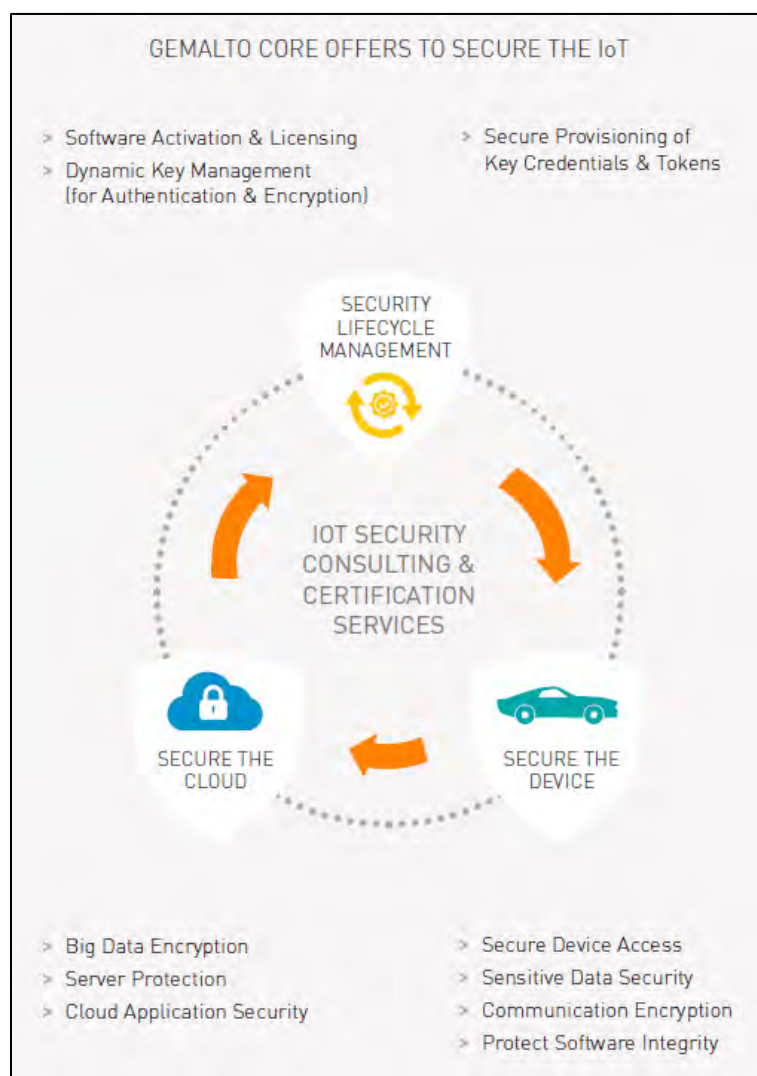 GEMALTO CORE OFFERS TO SECURE THE IoT
> Software Activation & Licensing
> Dynamic Key Management
(for Authentication & Encryption)
> Secure Provisioning of
Key Credentials & Tokens
SECURITY
LIFECYCLE
MANAGEMENT
IOT SECURITY
CONSULTING &
CERTIFICATION
SERVICES
SECURE THE
CLOUD
SECURE THE
DEVICE
> Big Data Encryption
> Server Protection
> Cloud Application Security
> Secure Device Access
> Sensitive Data Security
> Communication Encryption
> Protect Software Integrity